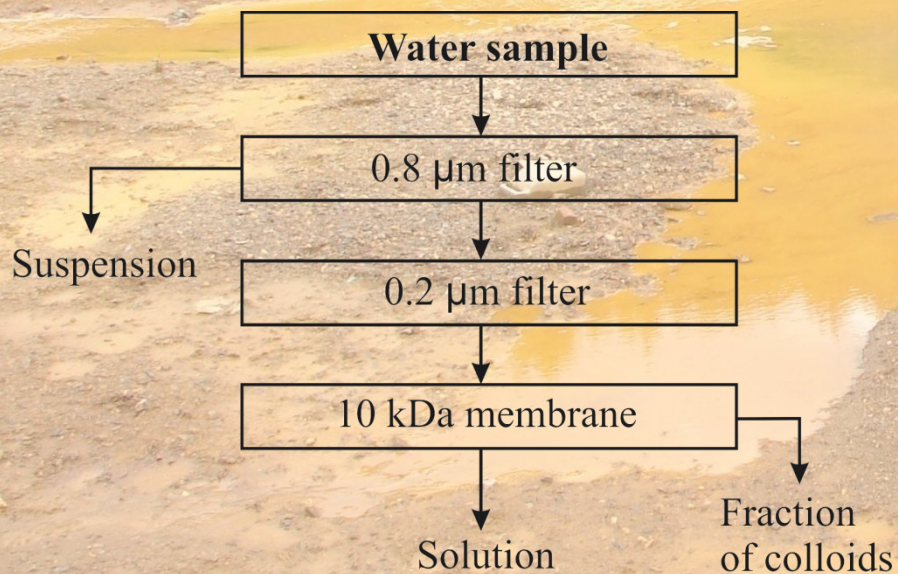 Water sample
0.8 μm filter
Suspension
0.2 μm filter
10 kDa membrane
Fraction
of colloids
Solution